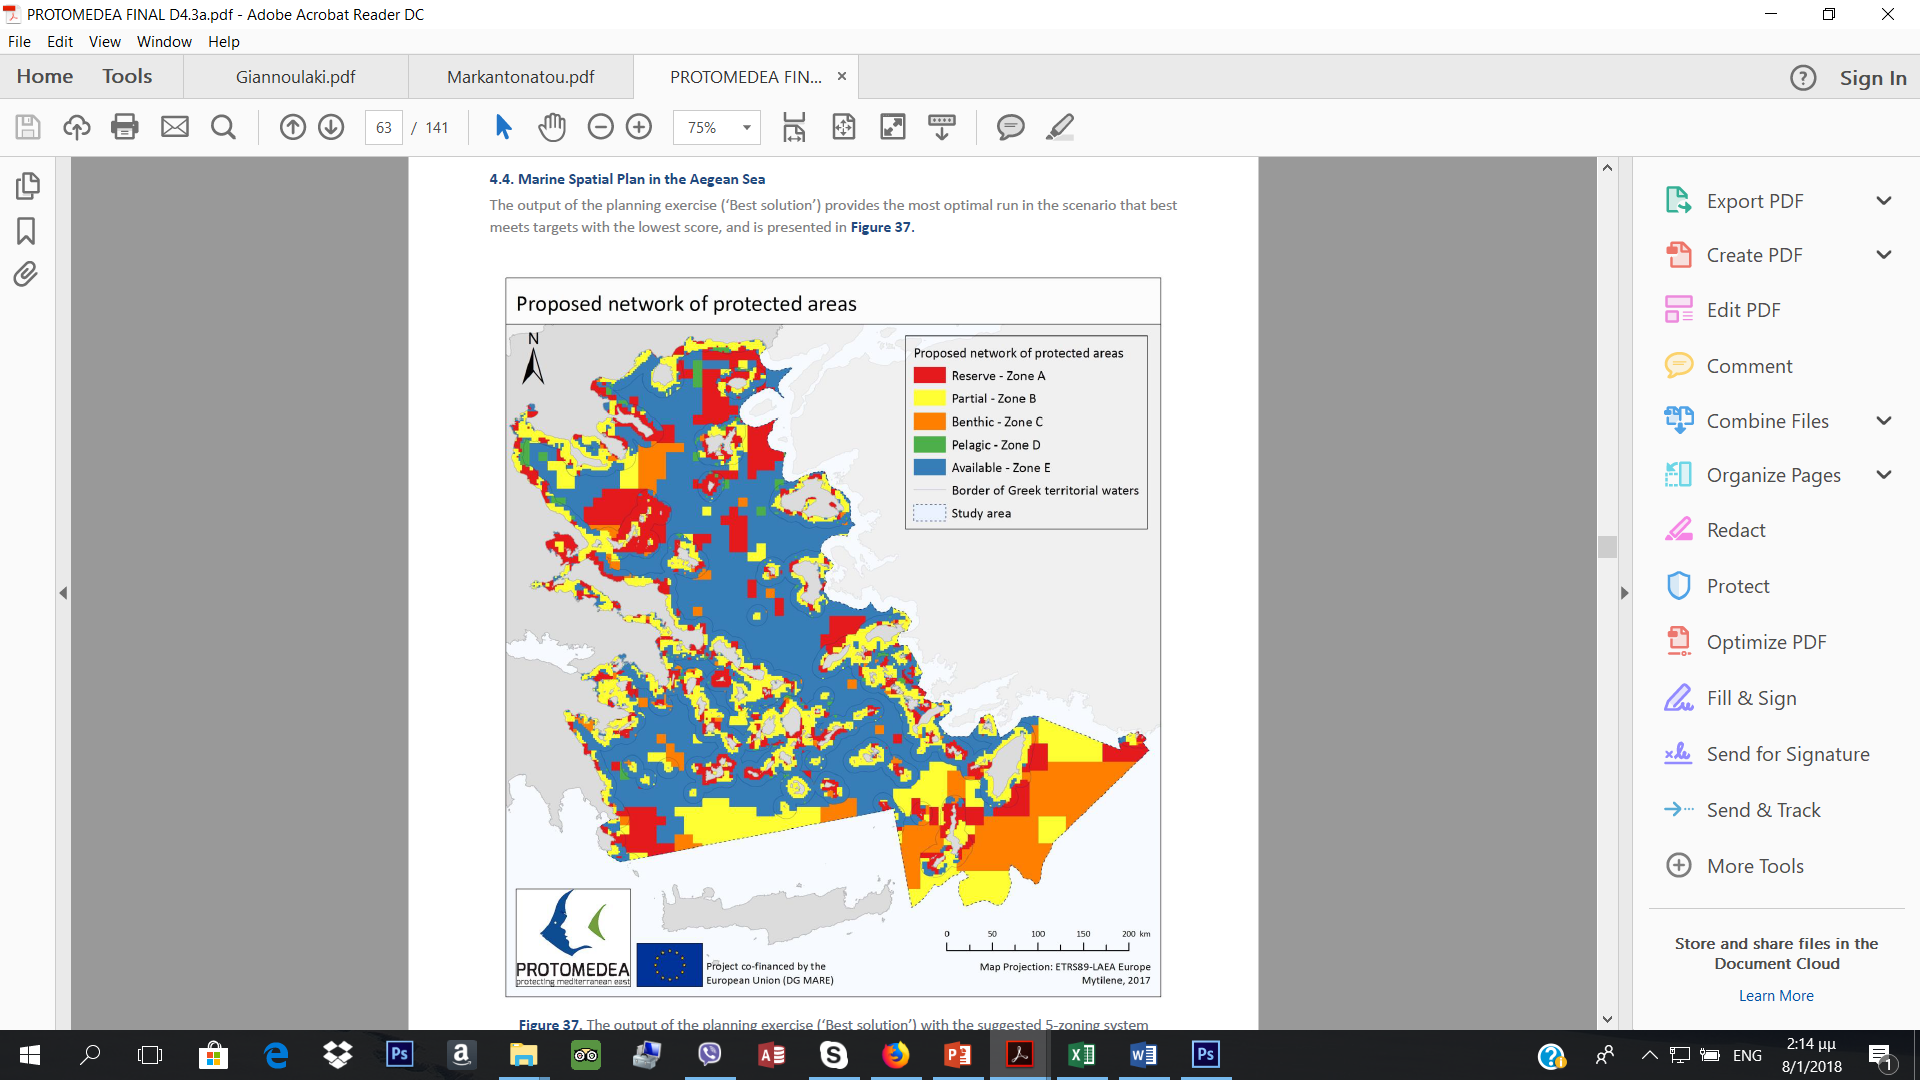 PROTOMEDEA FINAL D4.3a.pdf - Adobe Acrobat Reader DC
File Edit View Window Help
Home Tools Giannoulaki.pdf Markantonatou.pdf PROTOMEDEA FIN... × ? Sign In
63 / 141 75%
4.4. Marine Spatial Plan in the Aegean Sea
The output of the planning exercise (‘Best solution’) provides the most optimal run in the scenario that best
meets targets with the lowest score, and is presented in Figure 37.
Proposed network of protected areas
N
Proposed network of protected areas
Reserve - Zone A
Partial - Zone B
Benthic - Zone C
Pelagic - Zone D
Available - Zone E
Border of Greek territorial waters
Study area
0 50 100 150 200 km
PROTOMEDEA
protecting mediterranean east
Project co-financed by the
European Union (DG MARE)
Map Projection: ETRS89-LAEA Europe
Mytilene, 2017
Figure 37. The output of the planning exercise (‘Best solution’) with the suggested 5-zoning system
Export PDF
Create PDF
Edit PDF
Comment
Combine Files
Organize Pages
Redact
Protect
Optimize PDF
Fill & Sign
Send for Signature
Send & Track
More Tools
Store and share files in the
Document Cloud
Learn More
Ps a A S P X W Ps ? ENG
2:14 μμ
8/1/2018
1